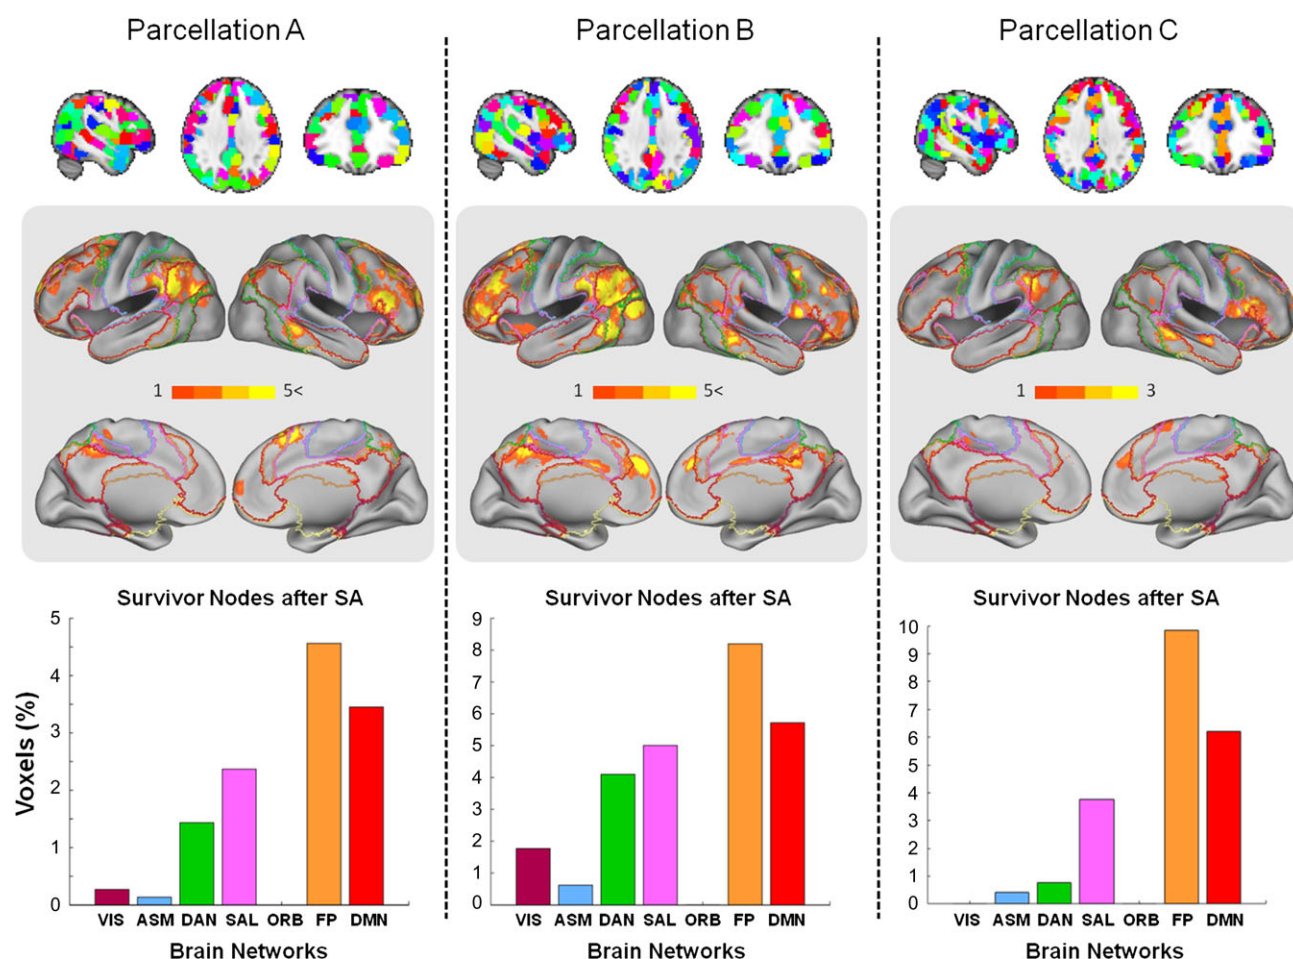 Parcellation A
Parcellation B
Parcellation C
1 5<
1 5<
1 3
Survivor Nodes after SA
5
4
3
2
1
0
Voxels (%)
VIS ASM DAN SAL ORB FP DMN
Brain Networks
Survivor Nodes after SA
9
8
7
6
5
4
3
2
1
0
VIS ASM DAN SAL ORB FP DMN
Brain Networks
Survivor Nodes after SA
10
9
8
7
6
5
4
3
2
1
0
VIS ASM DAN SAL ORB FP DMN
Brain Networks